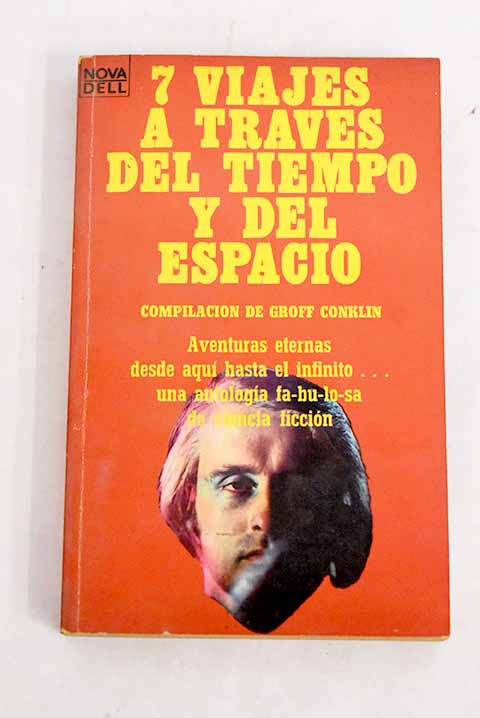 NOVA
DELL
7 VIAJES
A TRAVES
DEL TIEMPO
Y DEL
ESPACIO
COMPILACION DE GROFF CONKLIN
Aventuras eternas
desde aquí hasta el infinito . . .
una antología fa-bu-lo-sa
de ciencia ficción